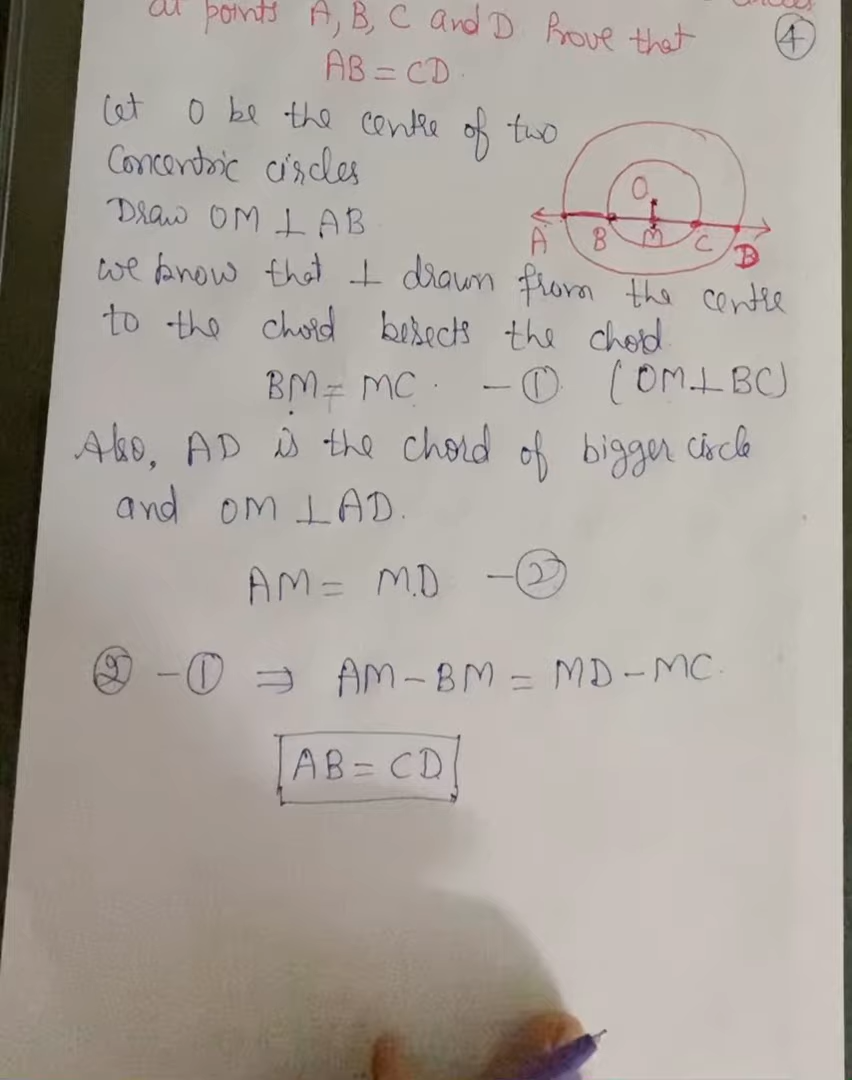 at points A, B, C and D. Prove that
④
AB = CD.
Let O be the centre of two
Concentric circles
Draw OM ⊥ AB
O
A B M C D
we know that ⊥ drawn from the centre
to the chord besects the chord.
BM = MC. - ① (OM ⊥ BC)
Also, AD is the chord of bigger circle
and OM ⊥ AD.
AM = MD - ②
② - ① ⇒ AM - BM = MD - MC.
AB = CD